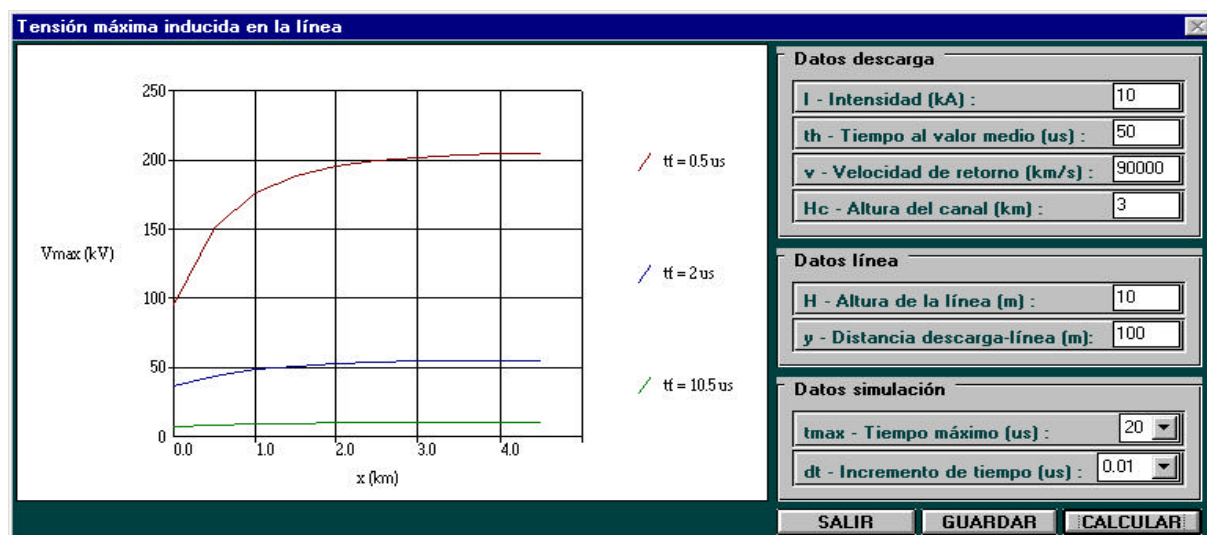 Tensión máxima inducida en la línea
250
200
150
100
50
0
Vmax (kV)
0.0 1.0 2.0 3.0 4.0
x (km)
tf = 0.5 us
tf = 2 us
tf = 10.5 us
Datos descarga
I - Intensidad (kA) : 10
th - Tiempo al valor medio (us) : 50
v - Velocidad de retorno (km/s) : 90000
Hc - Altura del canal (km) : 3
Datos línea
H - Altura de la línea (m) : 10
y - Distancia descarga-línea (m): 100
Datos simulación
tmax - Tiempo máximo (us) : 20
dt - Incremento de tiempo (us) : 0.01
SALIR GUARDAR CALCULAR